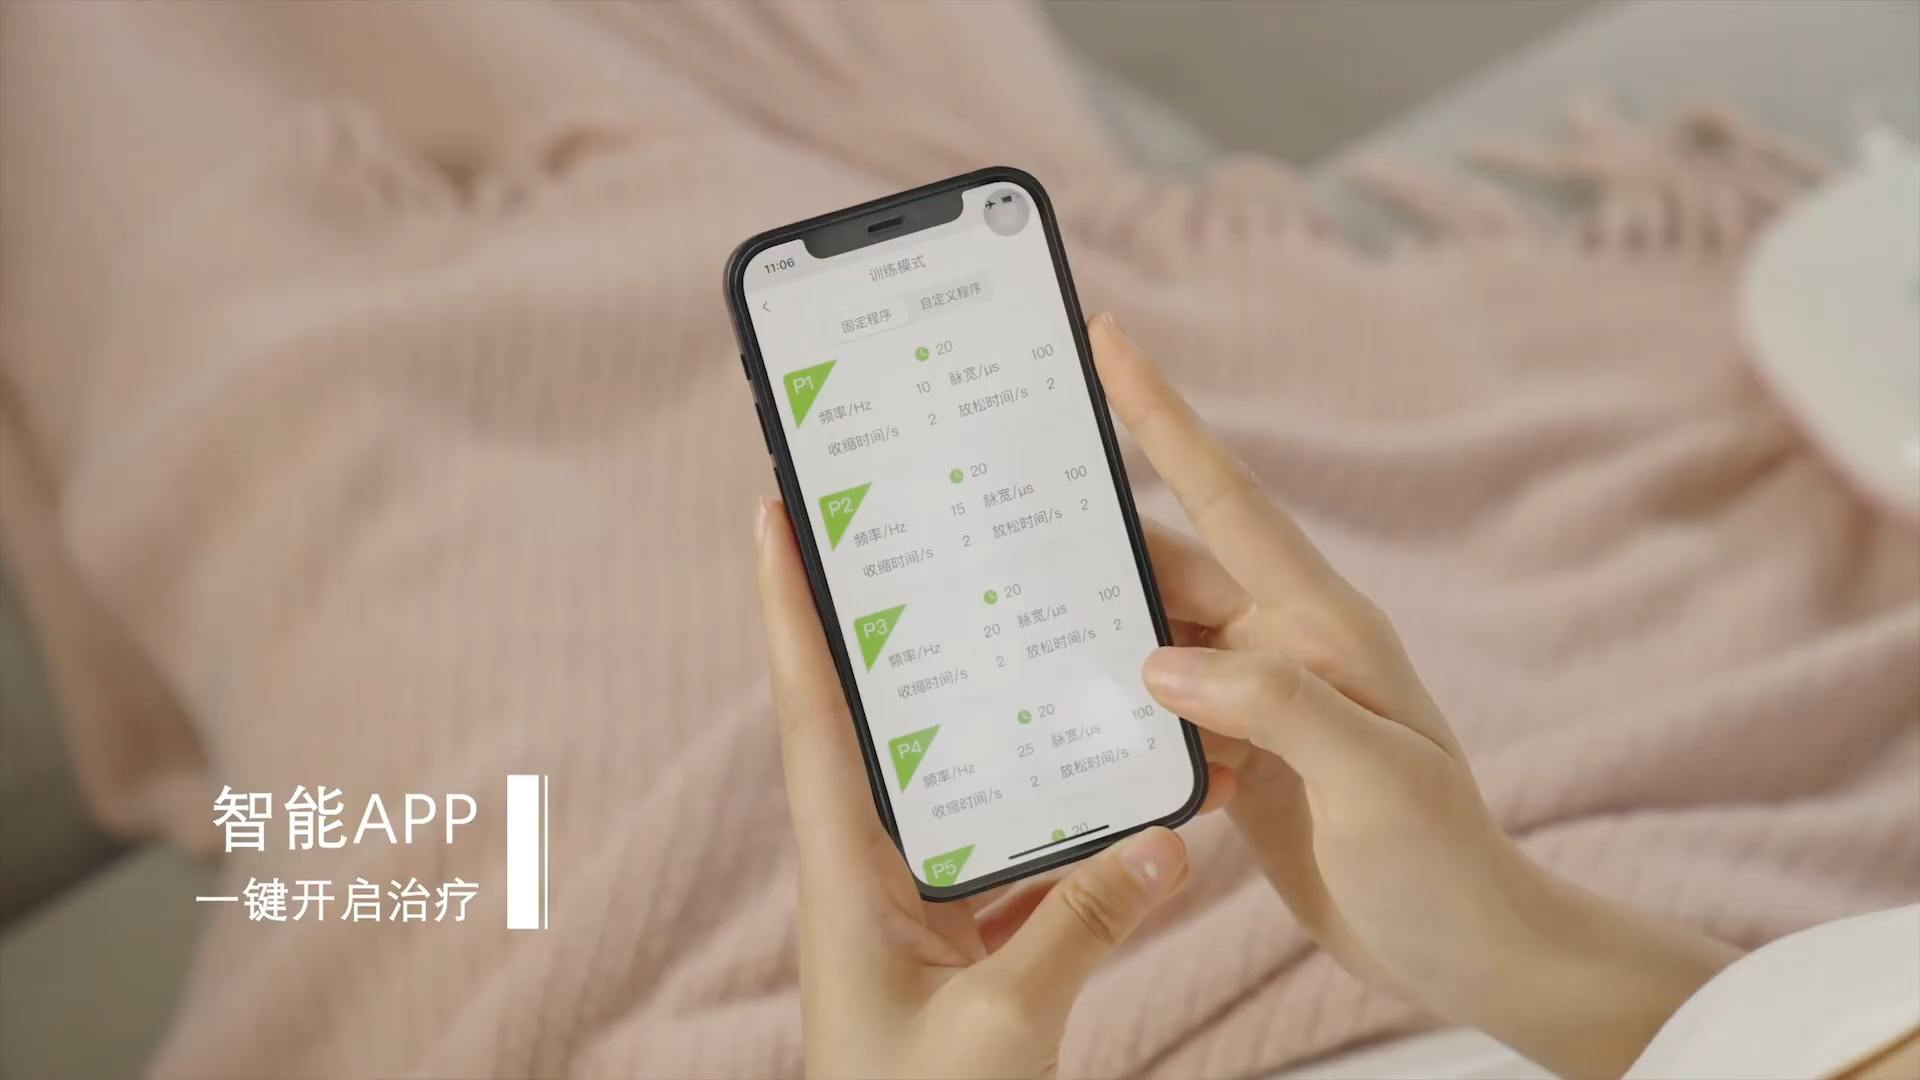 11:06
训练模式
固定程序 自定义程序
P1 20
频率/Hz 10 脉宽/μs 100
收缩时间/s 2 放松时间/s 2
P2 20
频率/Hz 15 脉宽/μs 100
收缩时间/s 2 放松时间/s 2
P3 20
频率/Hz 20 脉宽/μs 100
收缩时间/s 2 放松时间/s 2
P4 20
频率/Hz 25 脉宽/μs 100
收缩时间/s 2 放松时间/s 2
P5 20
智能APP
一键开启治疗